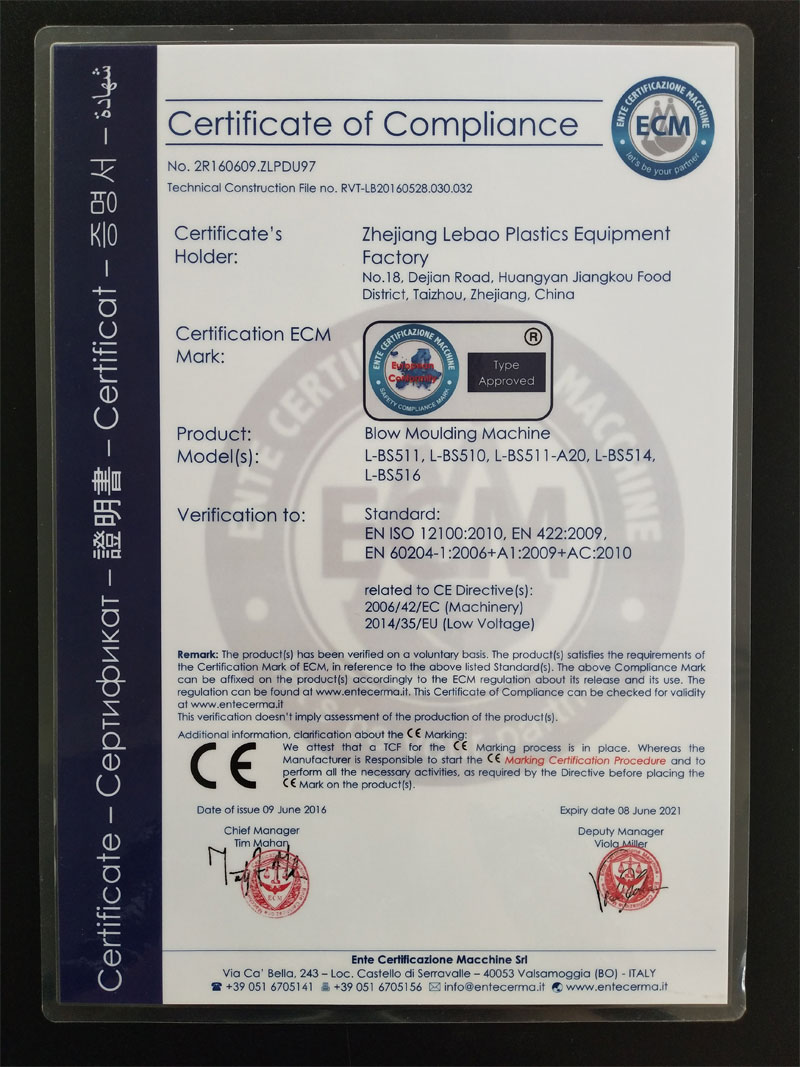 Certificate – Сертификат – 證明書 – Certificat – 증명서 – شهادة
Certificate of Compliance
ENTE CERTIFICAZIONE MACCHINE
ECM
let's be your partner
No. 2R160609.ZLPDU97
Technical Construction File no. RVT-LB20160528.030.032
Certificate's
Holder:
Zhejiang Lebao Plastics Equipment
Factory
No.18, Dejian Road, Huangyan Jiangkou Food
District, Taizhou, Zhejiang, China
Certification ECM
Mark:
ENTE CERTIFICAZIONE MACCHINE
European
Conformity
SAFETY COMPLIANCE MARK
®
Type
Approved
Product:
Blow Moulding Machine
Model(s):
L-BS511, L-BS510, L-BS511-A20, L-BS514,
L-BS516
Verification to:
Standard:
EN ISO 12100:2010, EN 422:2009,
EN 60204-1:2006+A1:2009+AC:2010
related to CE Directive(s):
2006/42/EC (Machinery)
2014/35/EU (Low Voltage)
Remark: The product(s) has been verified on a voluntary basis. The product(s) satisfies the requirements of
the Certification Mark of ECM, in reference to the above listed Standard(s). The above Compliance Mark
can be affixed on the product(s) accordingly to the ECM regulation about its release and its use. The
regulation can be found at www.entecerma.it. This Certificate of Compliance can be checked for validity
at www.entecerma.it
This verification doesn't imply assessment of the production of the product(s).
Additional information, clarification about the CE Marking:
CE
We attest that a TCF for the CE Marking process is in place. Whereas the
Manufacturer is Responsible to start the CE Marking Certification Procedure and to
perform all the necessary activities, as required by the Directive before placing the
CE Mark on the product(s).
Date of issue 09 June 2016
Expiry date 08 June 2021
Chief Manager
Tim Mahan
Deputy Manager
Viola Miller
ECM
Ente Certificazione Macchine Srl
Via Ca' Bella, 243 – Loc. Castello di Serravalle – 40053 Valsamoggia (BO) - ITALY
☎ +39 051 6705141 +39 051 6705156 ✉ info@entecerma.it www.entecerma.it